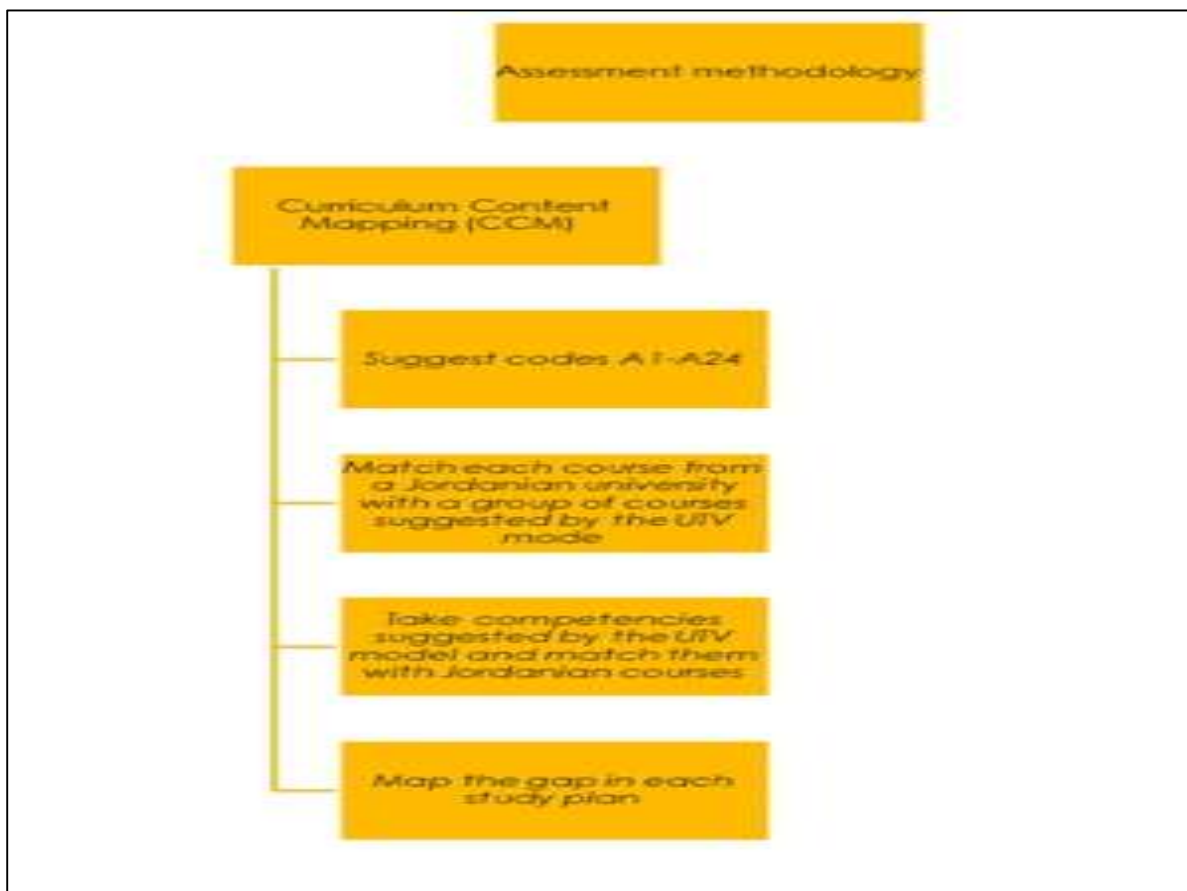 Assessment methodology
Curriculum Content
Mapping (CCM)
Suggest codes A1-A24
Match each course from
a Jordanian university
with a group of courses
suggested by the UTV
mode
Take competencies
suggested by the UTV
model and match them
with Jordanian courses
Map the gap in each
study plan